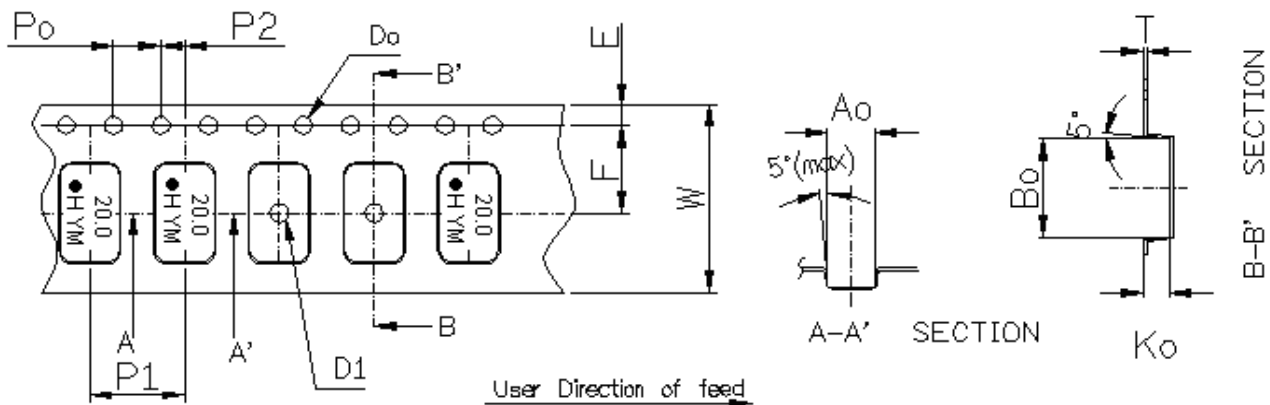 Po
P2
Do
E
B'
T
SECTION
Ao
5°(max)
5°
F
W
Bo
20.0
●HYM
20.0
●HYM
20.0
●HYM
B-B'
A
A'
B
P1
D1
A-A' SECTION
Ko
User Direction of feed